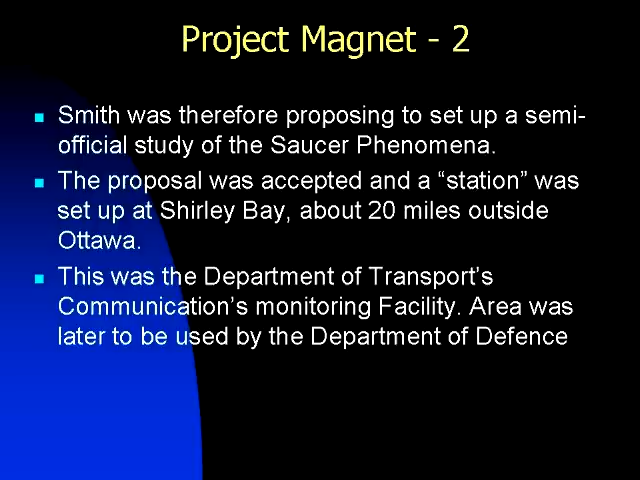 Project Magnet - 2
Smith was therefore proposing to set up a semi-
official study of the Saucer Phenomena.
The proposal was accepted and a “station” was
set up at Shirley Bay, about 20 miles outside
Ottawa.
This was the Department of Transport’s
Communication’s monitoring Facility. Area was
later to be used by the Department of Defence